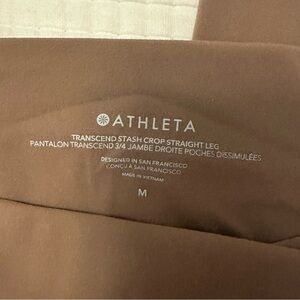 ATHLETA
TRANSCEND STASH CROP STRAIGHT LEG
PANTALON TRANSCEND 3/4 JAMBE DROITE POCHES DISSIMULÉES
DESIGNED IN SAN FRANCISCO
CONÇU À SAN FRANCISCO
MADE IN VIETNAM
M